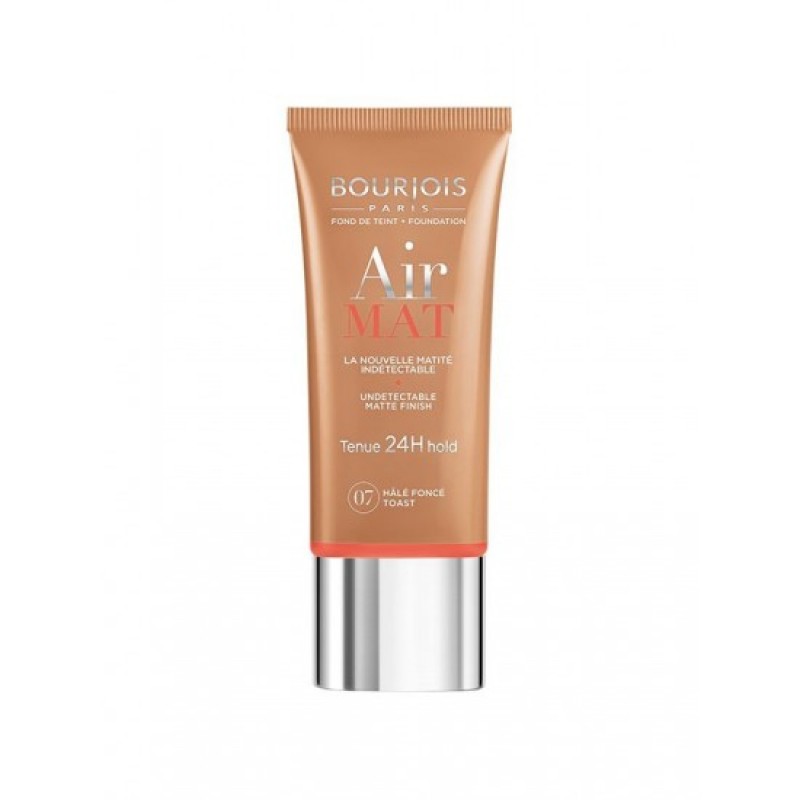 BOURJOIS
PARIS
FOND DE TEINT • FOUNDATION
Air
MAT
LA NOUVELLE MATITÉ
INDÉTECTABLE
•
UNDETECTABLE
MATTE FINISH
Tenue 24H hold
07 HÂLÉ FONCÉ
TOAST